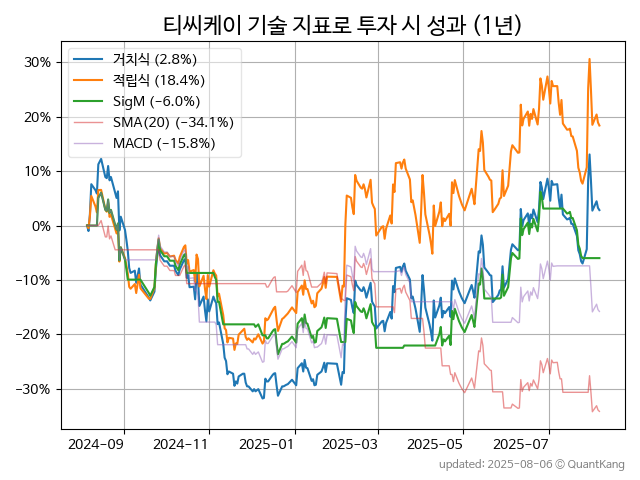 티씨케이 기술 지표로 투자 시 성과 (1년)
거치식 (2.8%)
적립식 (18.4%)
SigM (−6.0%)
SMA(20) (−34.1%)
MACD (−15.8%)
30%
20%
10%
0%
−10%
−20%
−30%
2024-09 2024-11 2025-01 2025-03 2025-05 2025-07
updated: 2025-08-06 © QuantKang